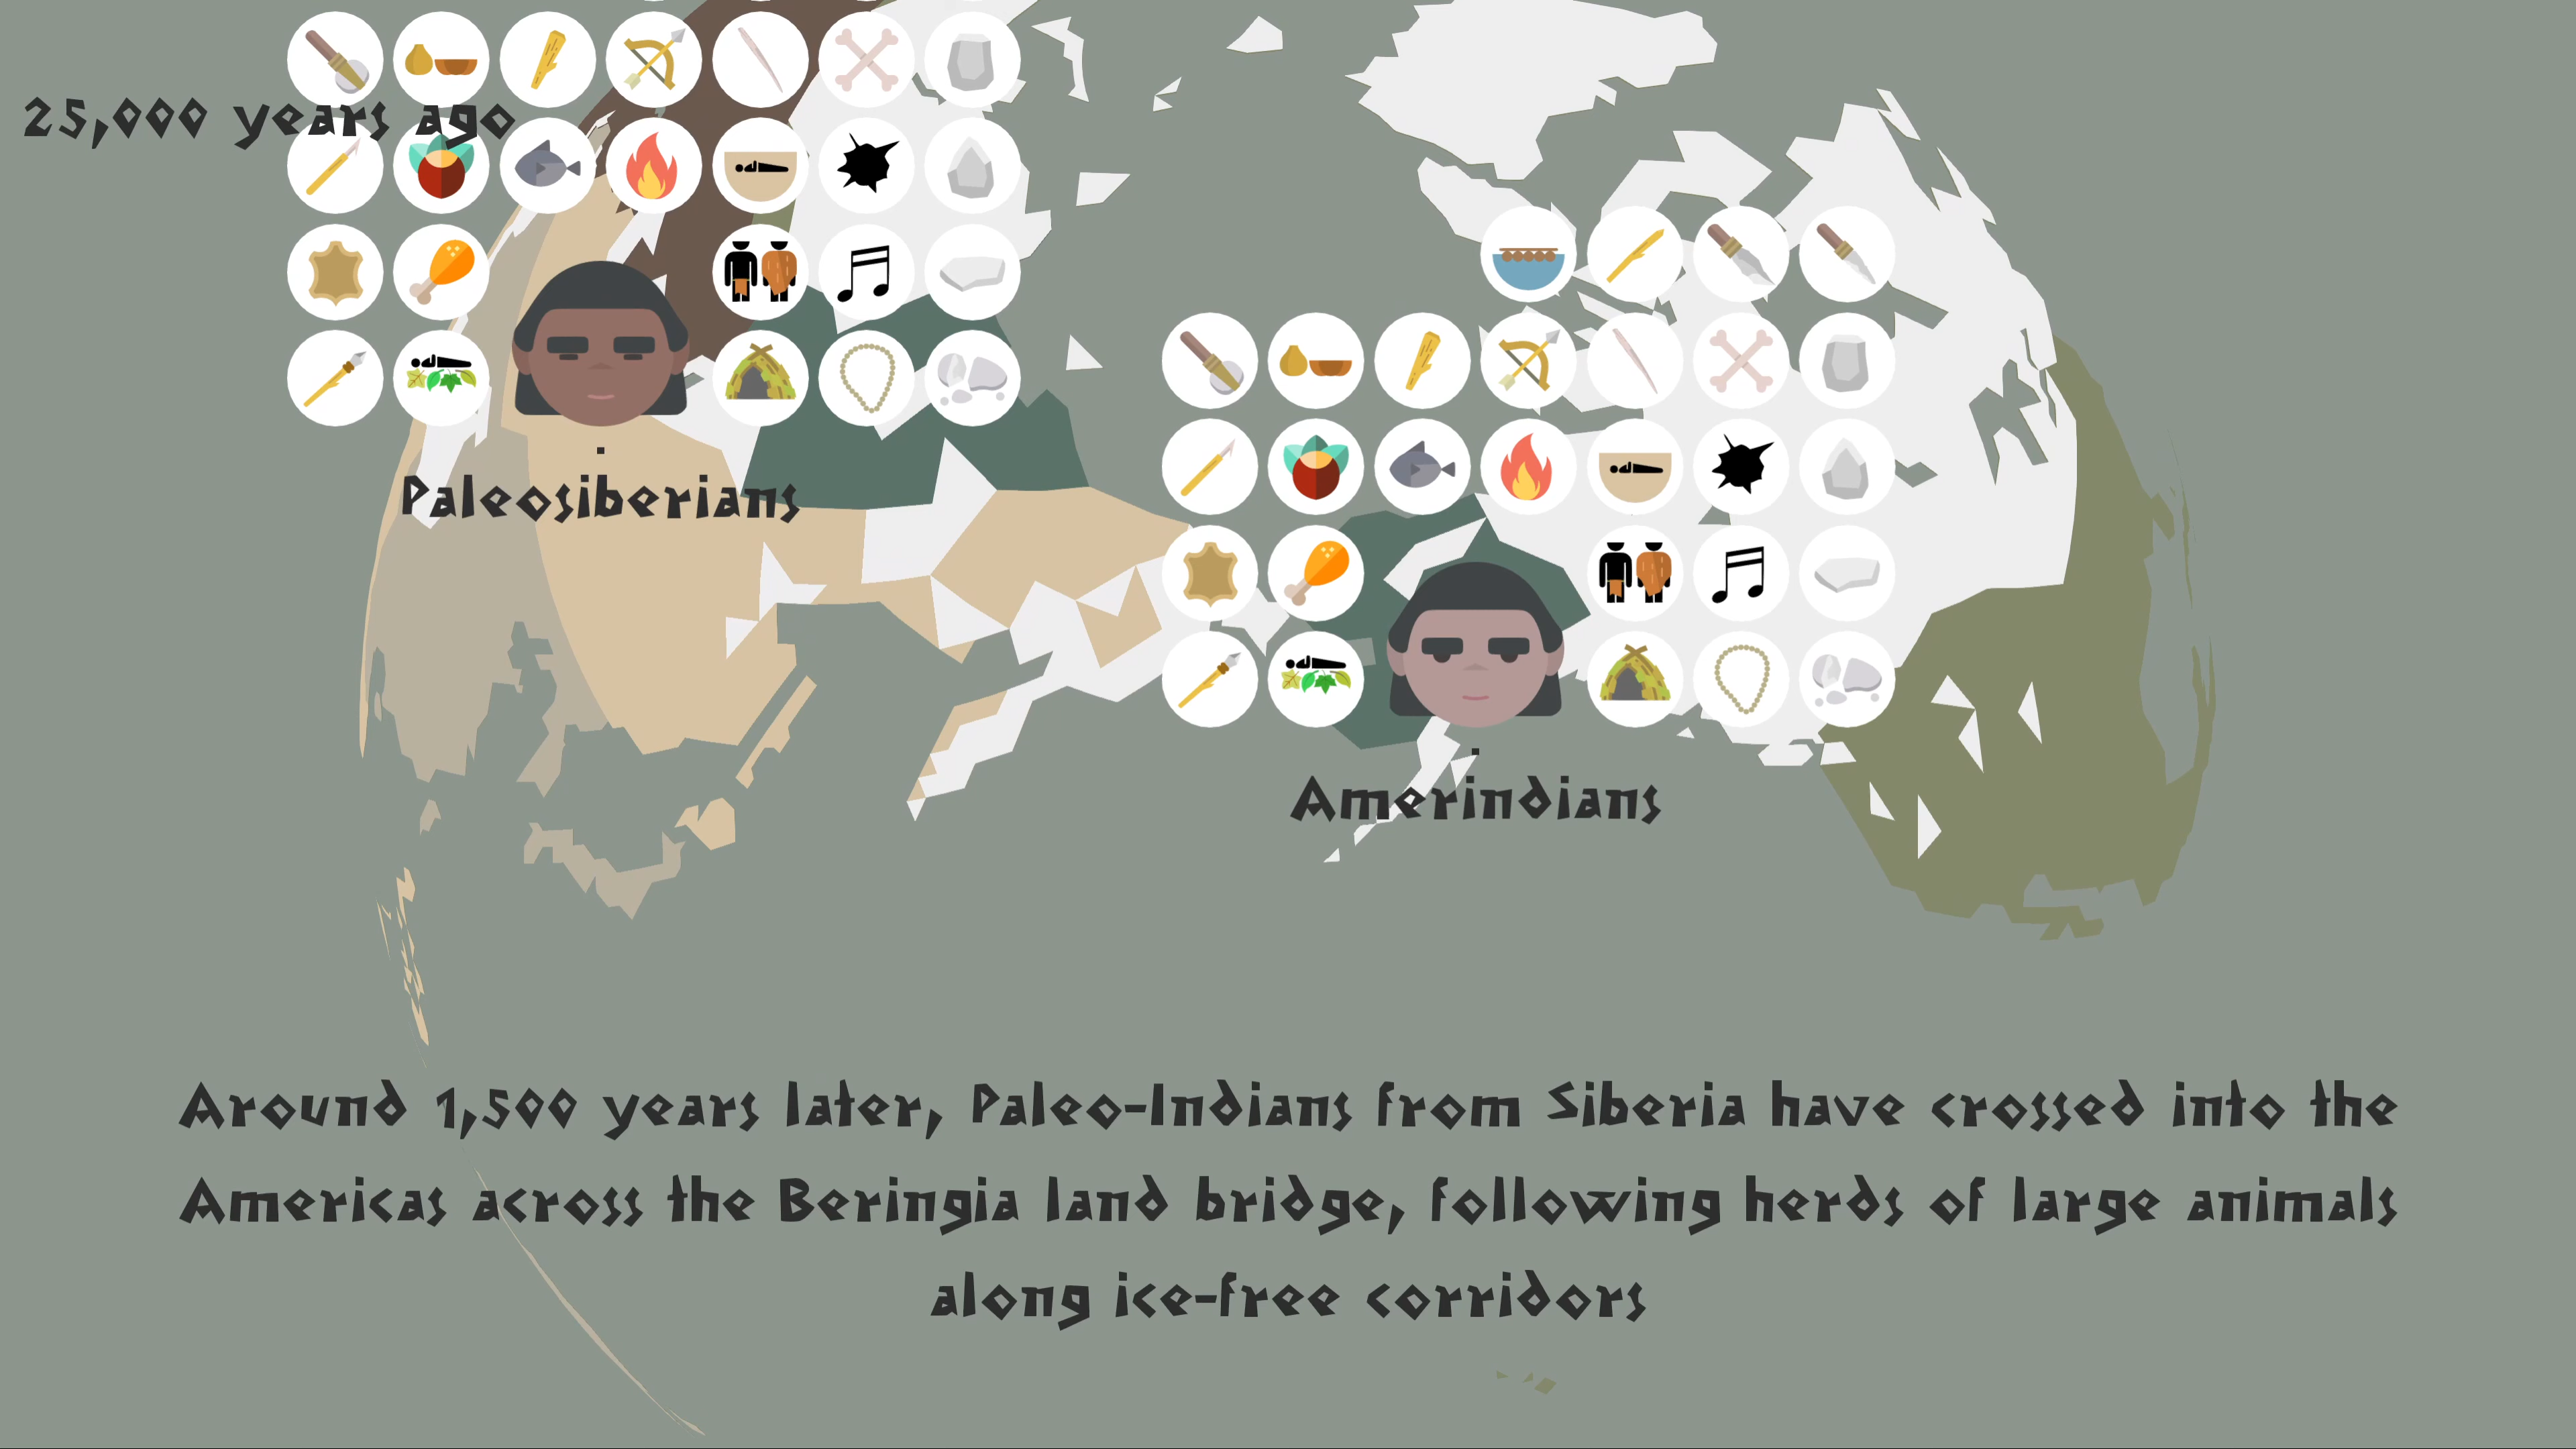 25,000 years ago
Paleosiberians
Amerindians
Around 1,500 years later, Paleo-Indians from Siberia have crossed into the
Americas across the Beringia land bridge, following herds of large animals
along ice-free corridors